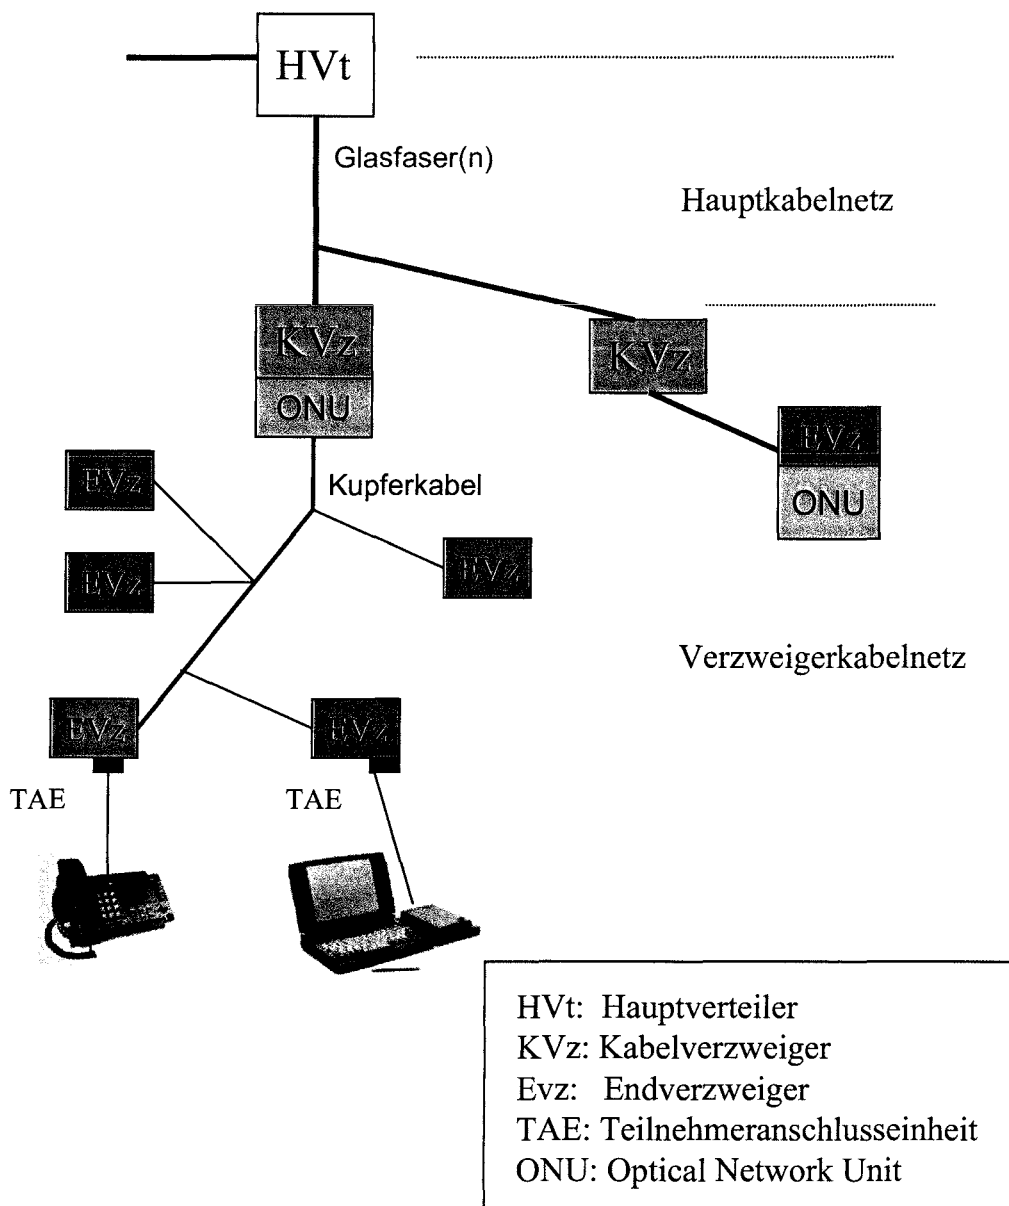 HVt
Glasfaser(n)
Hauptkabelnetz
KVz
KVz
ONU
EVz
ONU
EVz
Kupferkabel
EVz
EVz
Verzweigerkabelnetz
EVz
EVz
TAE
TAE
HVt: Hauptverteiler
KVz: Kabelverzweiger
Evz: Endverzweiger
TAE: Teilnehmeranschlusseinheit
ONU: Optical Network Unit